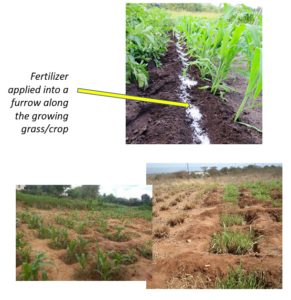 Fertilizer
applied into a
furrow along
the growing
grass/crop